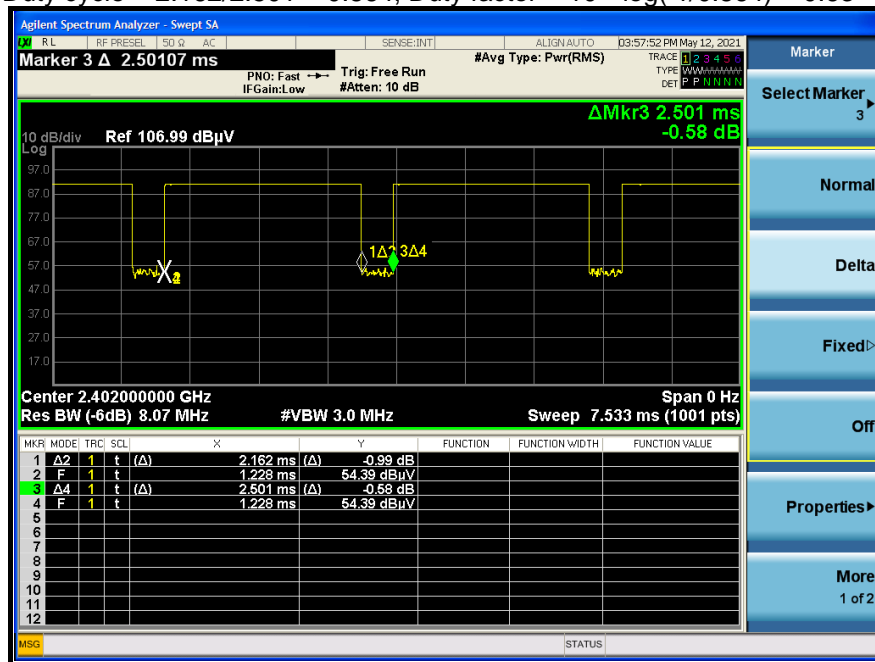 Agilent Spectrum Analyzer - Swept SA
RL RF PRESEL 50 Ω AC SENSE:INT ALIGN AUTO 03:57:52 PM May 12, 2021
Marker 3 Δ 2.50107 ms
PNO: Fast
IFGain:Low
Trig: Free Run
#Atten: 10 dB
#Avg Type: Pwr(RMS)
TRACE 1 2 3 4 5 6
TYPE
DET P P N N N N
ΔMkr3 2.501 ms
-0.58 dB
10 dB/div Ref 106.99 dBµV
Log
97.0
87.0
77.0
67.0
57.0
47.0
37.0
27.0
17.0
1Δ2 3Δ4
Center 2.402000000 GHz Span 0 Hz
Res BW (-6dB) 8.07 MHz #VBW 3.0 MHz Sweep 7.533 ms (1001 pts)
MKR MODE TRC SCL X Y FUNCTION FUNCTION WIDTH FUNCTION VALUE
1 Δ2 1 t (Δ) 2.162 ms (Δ) -0.99 dB
2 F 1 t 1.228 ms 54.39 dBµV
3 Δ4 1 t (Δ) 2.501 ms (Δ) -0.58 dB
4 F 1 t 1.228 ms 54.39 dBµV
5
6
7
8
9
10
11
12
MSG STATUS
Marker
Select Marker
3
Normal
Delta
Fixed
Off
Properties
More
1 of 2